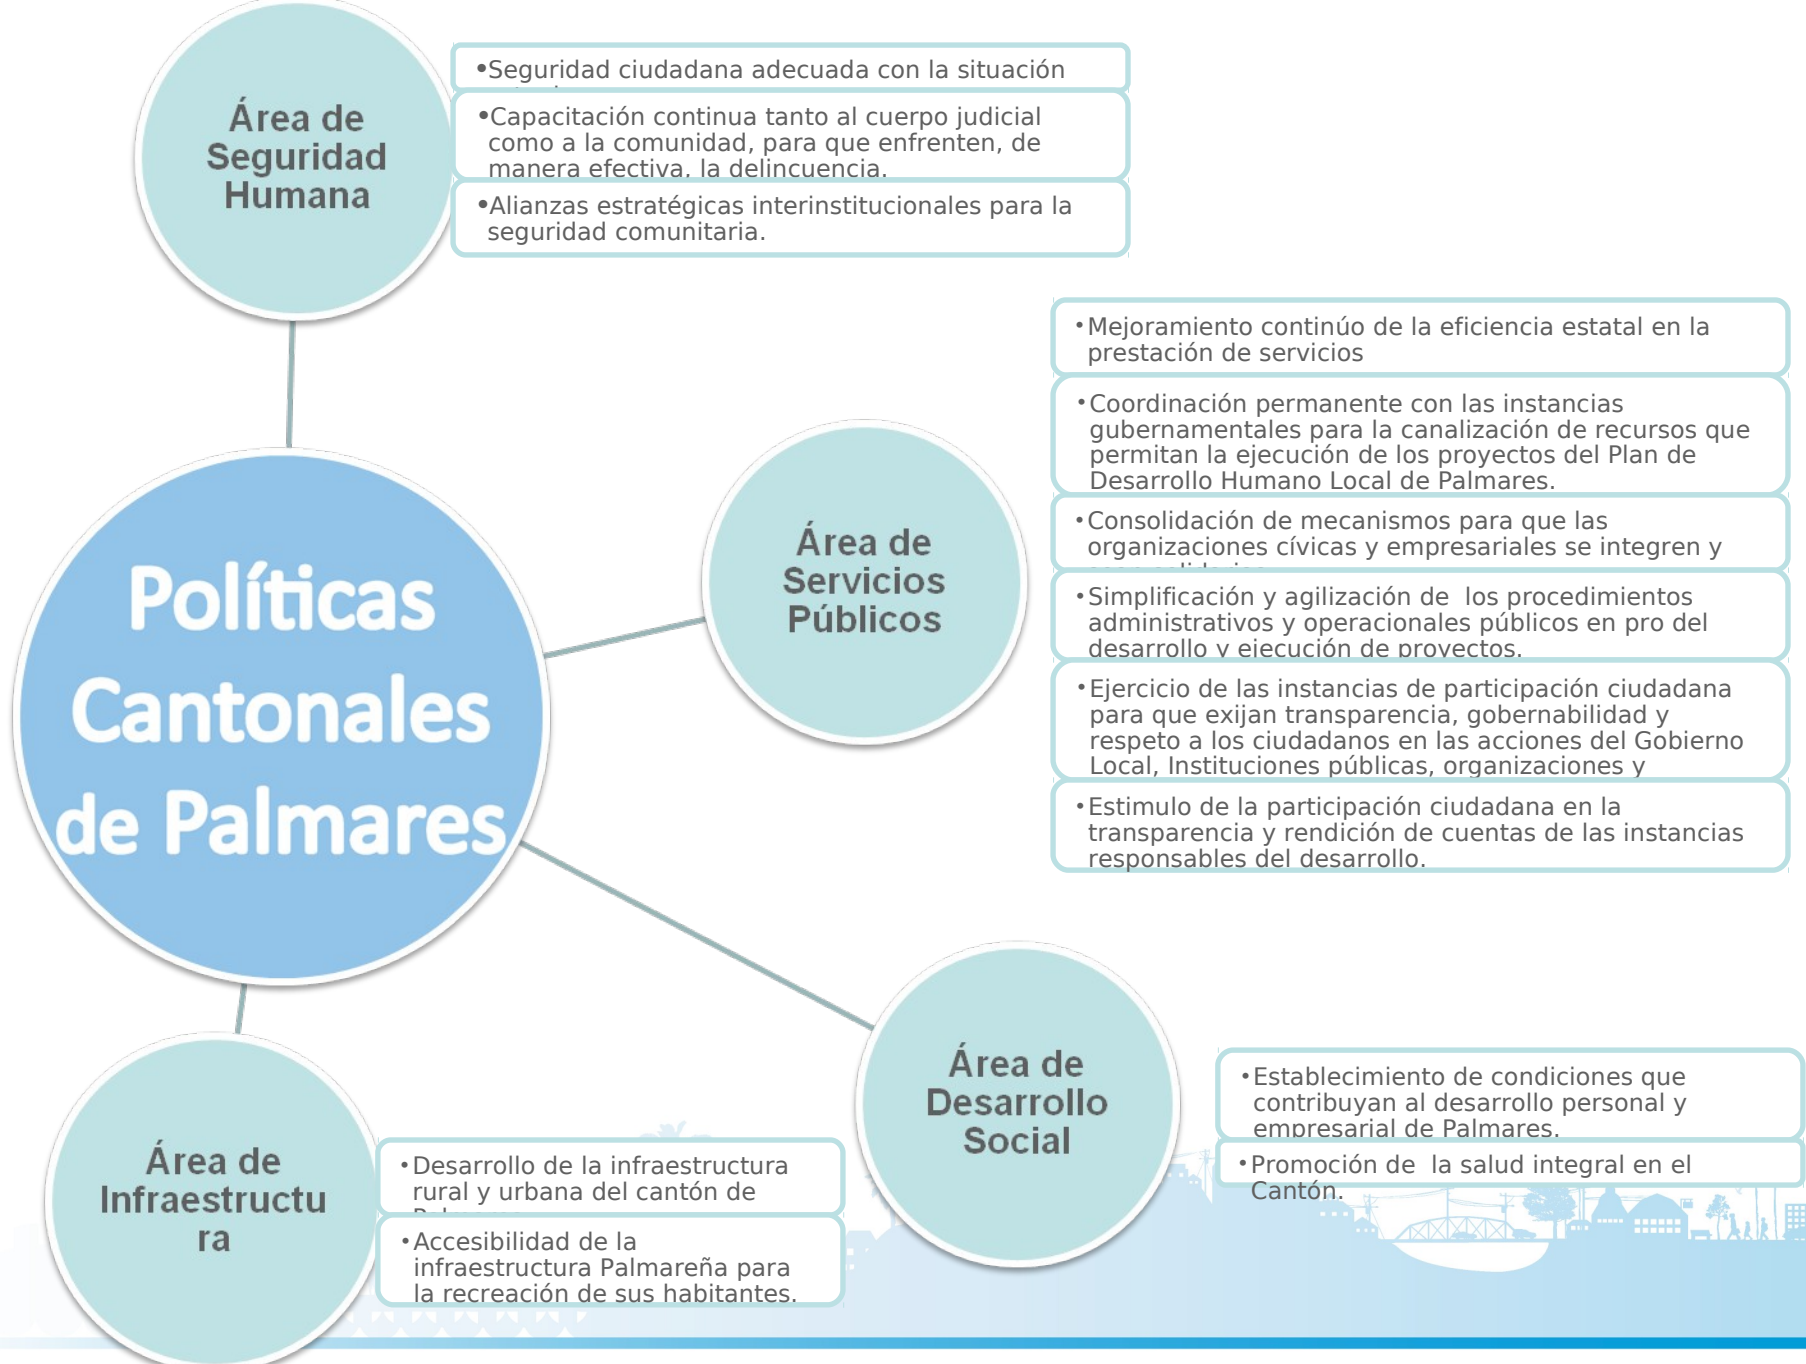 Área de
Seguridad
Humana
•Seguridad ciudadana adecuada con la situación
•Capacitación continua tanto al cuerpo judicial
como a la comunidad, para que enfrenten, de
manera efectiva, la delincuencia.
•Alianzas estratégicas interinstitucionales para la
seguridad comunitaria.
Políticas
Cantonales
de Palmares
Área de
Servicios
Públicos
•Mejoramiento continúo de la eficiencia estatal en la
prestación de servicios
•Coordinación permanente con las instancias
gubernamentales para la canalización de recursos que
permitan la ejecución de los proyectos del Plan de
Desarrollo Humano Local de Palmares.
•Consolidación de mecanismos para que las
organizaciones cívicas y empresariales se integren y
•Simplificación y agilización de  los procedimientos
administrativos y operacionales públicos en pro del
desarrollo y ejecución de proyectos.
•Ejercicio de las instancias de participación ciudadana
para que exijan transparencia, gobernabilidad y
respeto a los ciudadanos en las acciones del Gobierno
Local, Instituciones públicas, organizaciones y
•Estimulo de la participación ciudadana en la
transparencia y rendición de cuentas de las instancias
responsables del desarrollo.
Área de
Desarrollo
Social
•Establecimiento de condiciones que
contribuyan al desarrollo personal y
empresarial de Palmares.
•Promoción de  la salud integral en el
Cantón.
Área de
Infraestructu
ra
•Desarrollo de la infraestructura
rural y urbana del cantón de
•Accesibilidad de la
infraestructura Palmareña para
la recreación de sus habitantes.